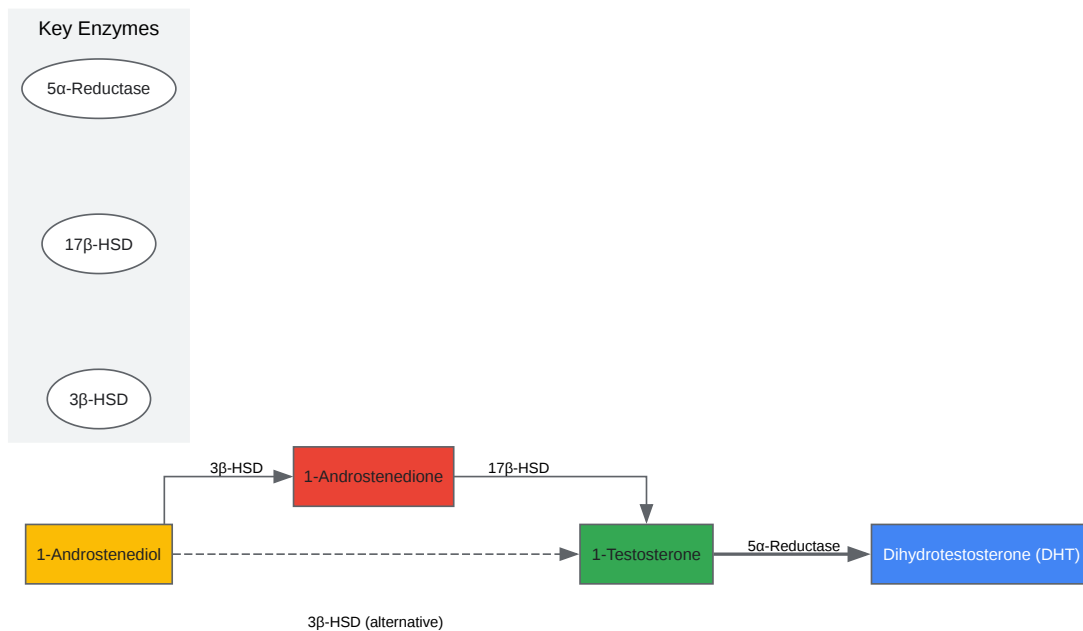 Key Enzymes
5α-Reductase
17β-HSD
3β-HSD
3β-HSD
1-Androstenedione
17β-HSD
1-Androstenediol
1-Testosterone
5α-Reductase
Dihydrotestosterone (DHT)
3β-HSD (alternative)